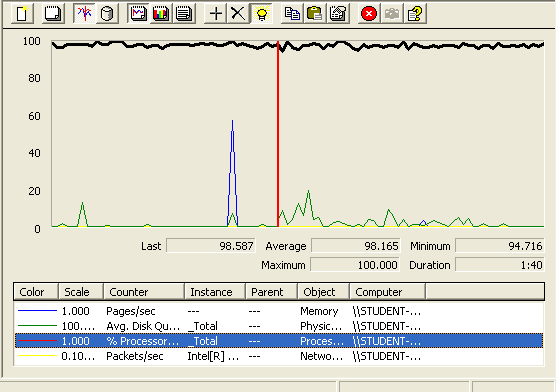 100
80
60
40
20
0
Last 98.587 Average 98.165 Minimum 94.716
Maximum 100.000 Duration 1:40
Color Scale Counter Instance Parent Object Computer
1.000 Pages/sec --- --- Memory \\STUDENT-...
100.... Avg. Disk Qu... _Total --- Physic... \\STUDENT-...
1.000 % Processor... _Total --- Proces... \\STUDENT-...
0.10... Packets/sec Intel[R] ... --- Netwo... \\STUDENT-...